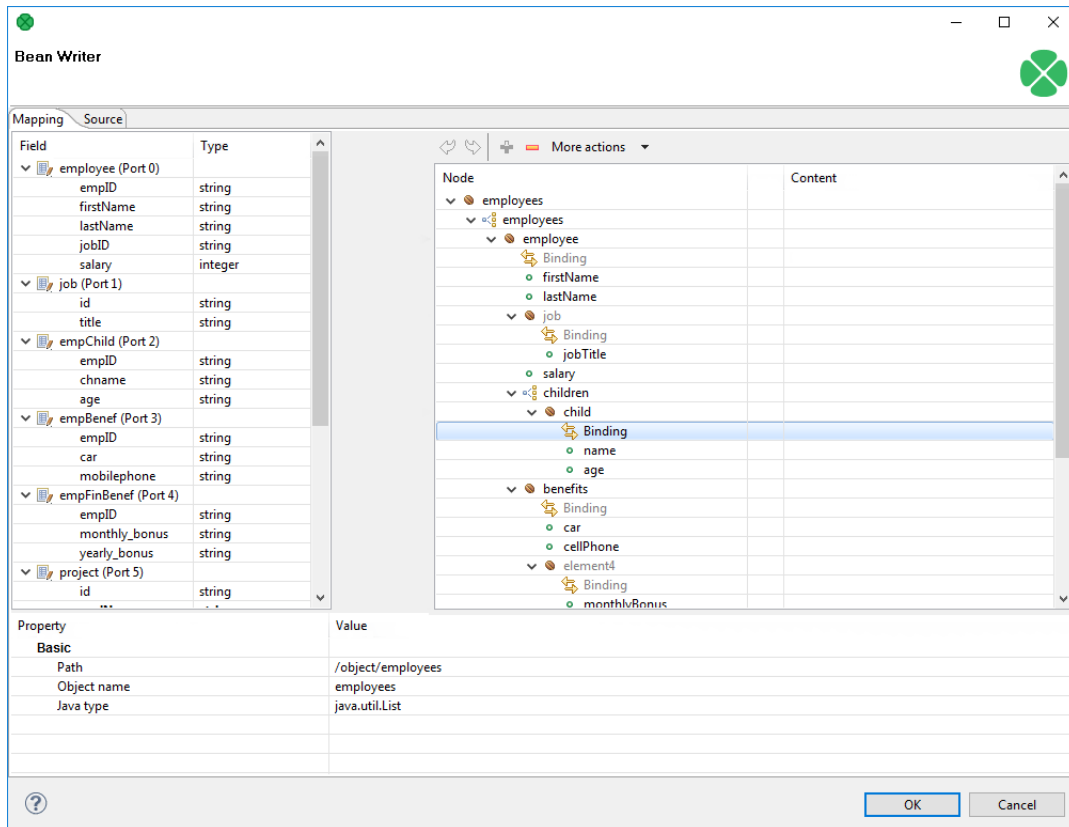 Bean Writer
Mapping Source
Field Type
employee (Port 0)
empID string
firstName string
lastName string
jobID string
salary integer
job (Port 1)
id string
title string
empChild (Port 2)
empID string
chname string
age string
empBenef (Port 3)
empID string
car string
mobilephone string
empFinBenef (Port 4)
empID string
monthly_bonus string
yearly_bonus string
project (Port 5)
id string
More actions
Node Content
employees
employees
employee
Binding
firstName
lastName
job
Binding
jobTitle
salary
children
child
Binding
name
age
benefits
Binding
car
cellPhone
element4
Binding
monthlyBonus
Property Value
Basic
Path /object/employees
Object name employees
Java type java.util.List
?
OK Cancel